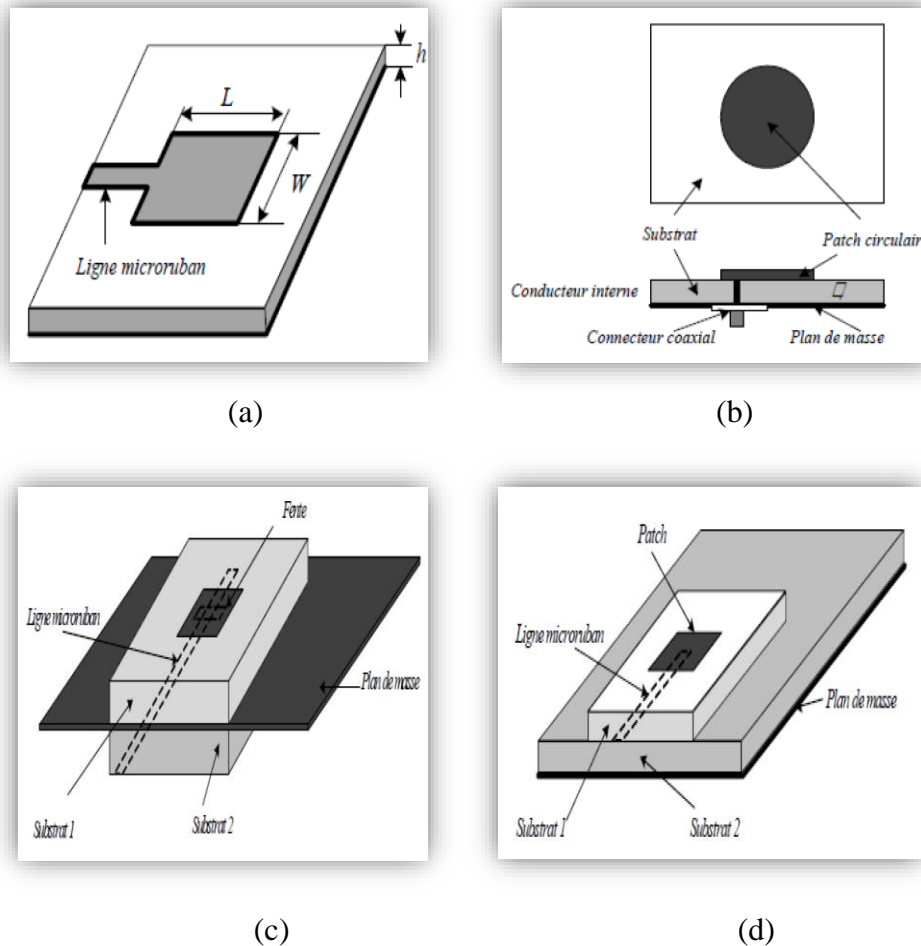 L
h
W
Ligne microruban
(a)
Substrat
Patch circulair
Conducteur interne
Connecteur coaxial
Plan de masse
(b)
Fente
Ligne microruban
Plan de masse
Substrat 1
Substrat 2
(c)
Patch
Ligne microruban
Plan de masse
Substrat 1
Substrat 2
(d)